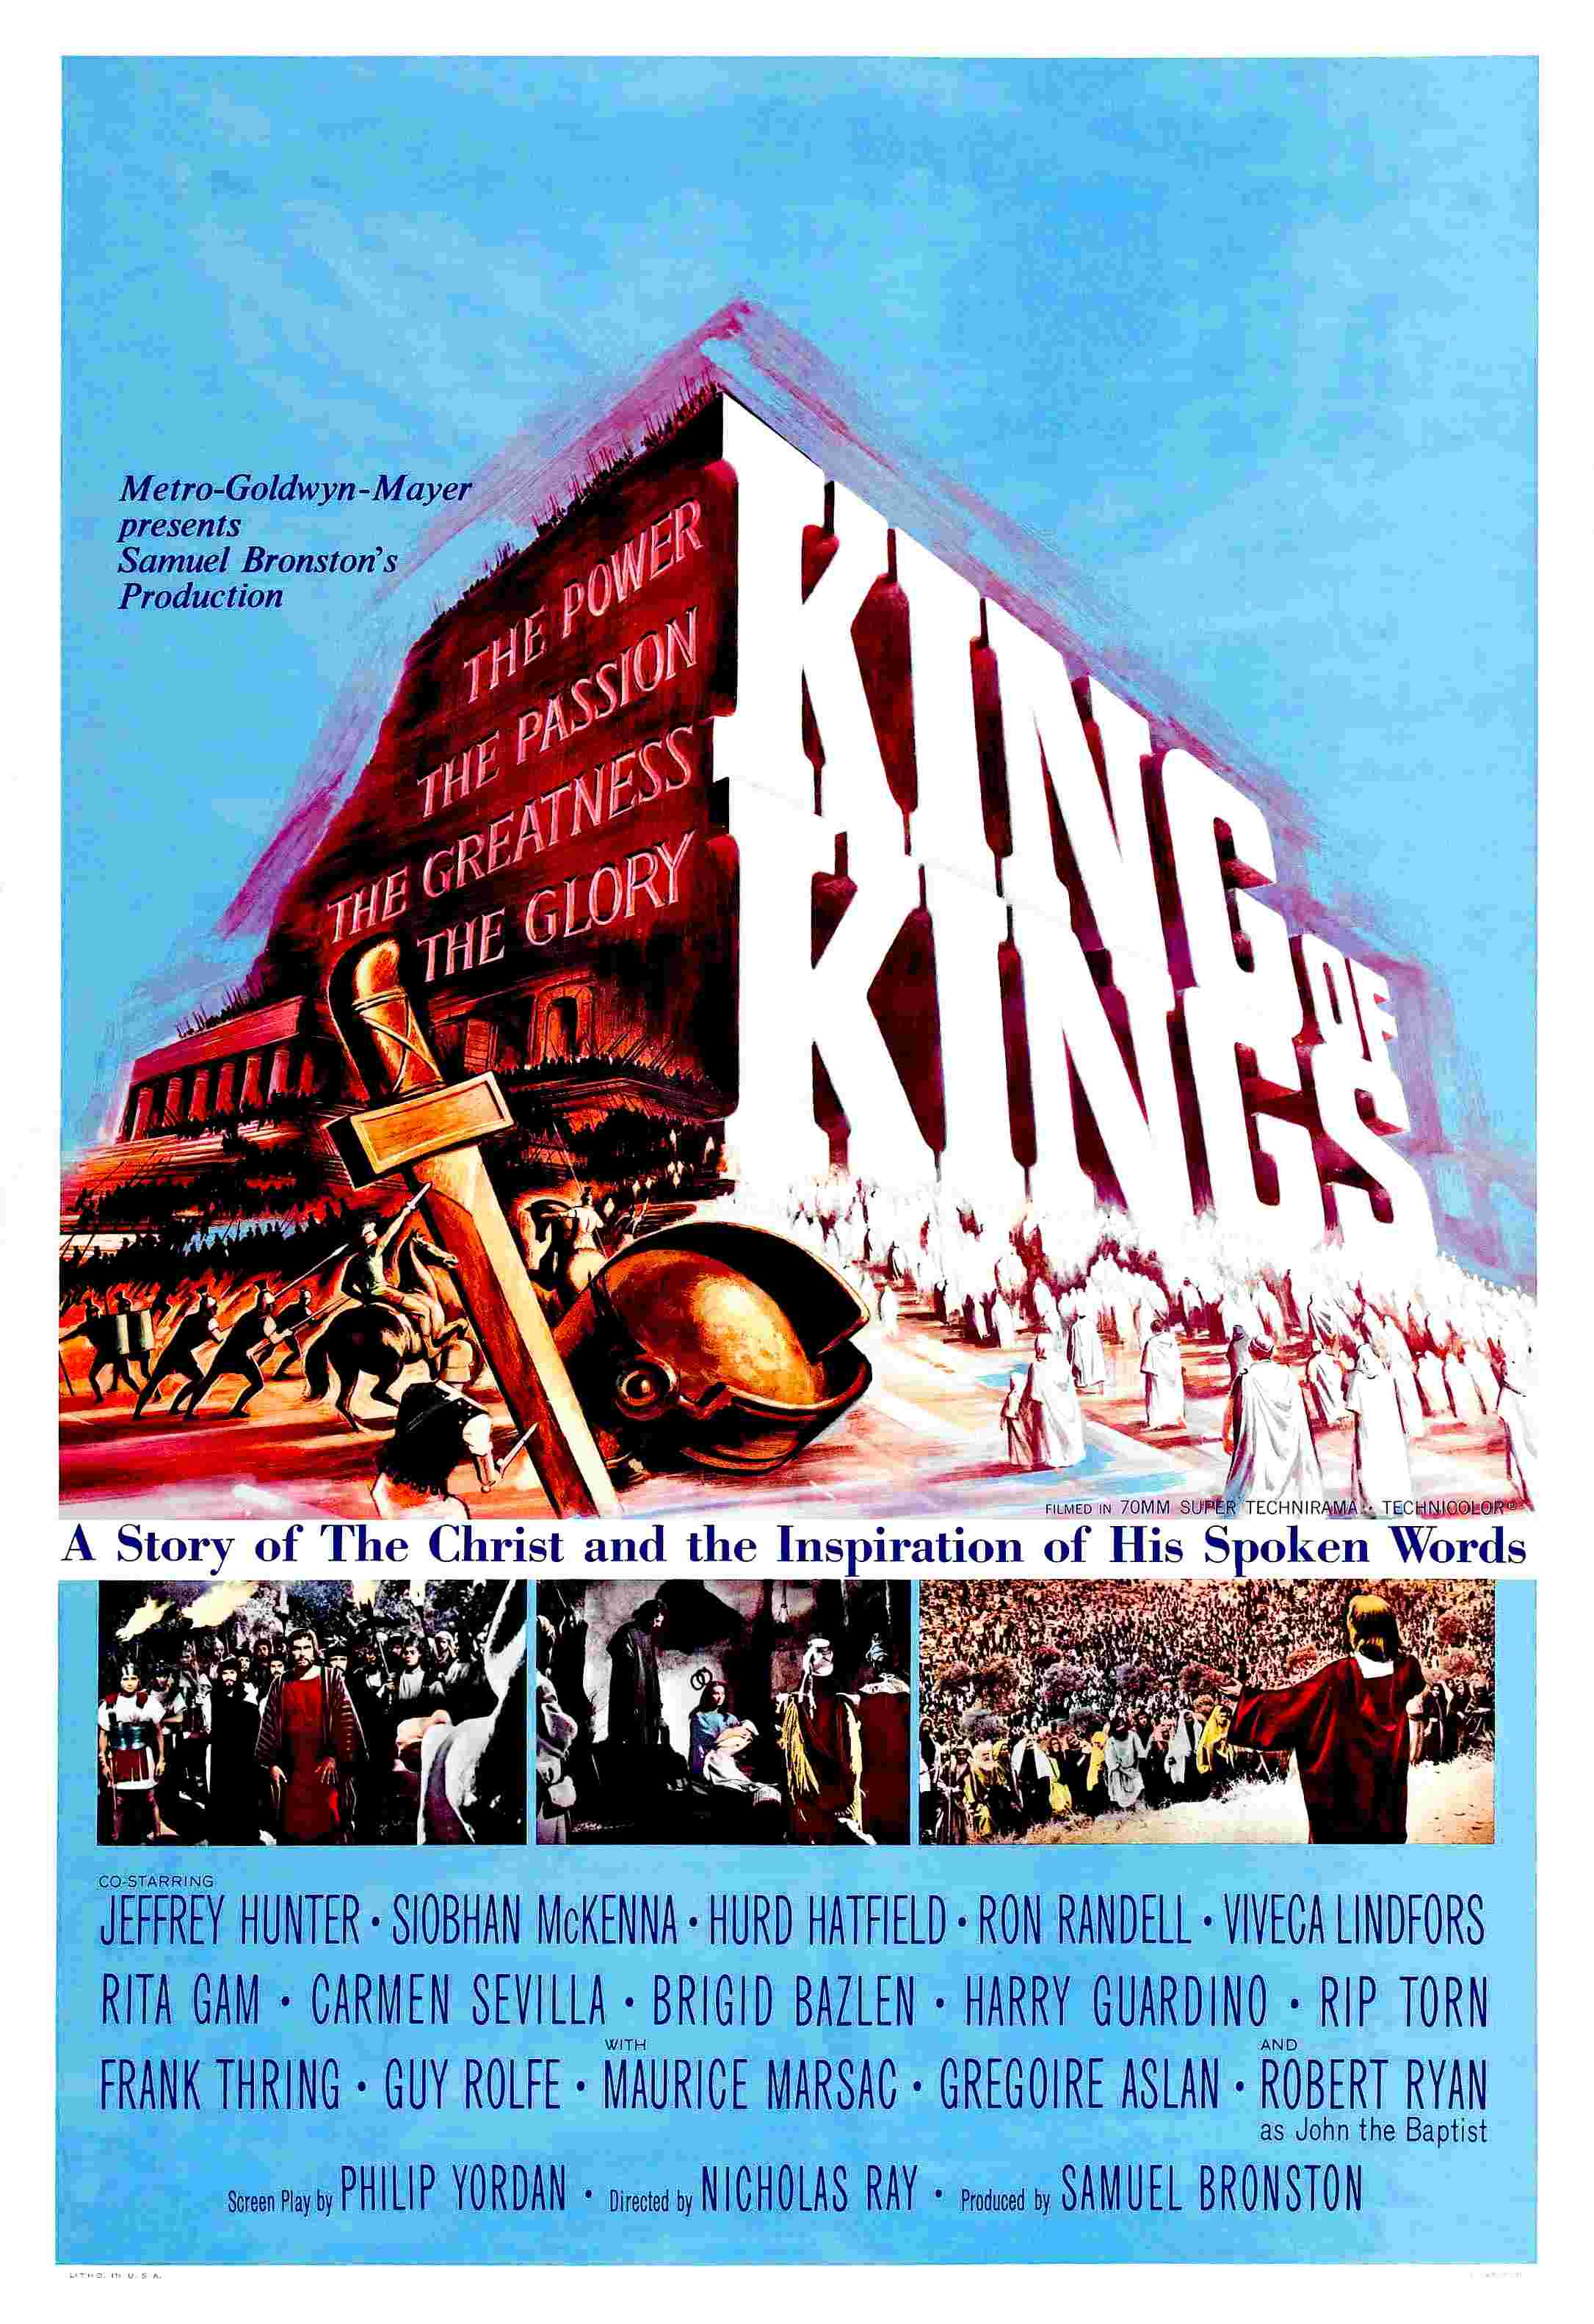 Metro-Goldwyn-Mayer
presents
Samuel Bronston's
Production
THE POWER
THE PASSION
THE GREATNESS
THE GLORY
KING
OF
KINGS
FILMED IN 70MM SUPER TECHNIRAMA · TECHNICOLOR®
A Story of The Christ and the Inspiration of His Spoken Words
CO-STARRING
JEFFREY HUNTER · SIOBHAN McKENNA · HURD HATFIELD · RON RANDELL · VIVECA LINDFORS
RITA GAM · CARMEN SEVILLA · BRIGID BAZLEN · HARRY GUARDINO · RIP TORN
WITH AND
FRANK THRING · GUY ROLFE · MAURICE MARSAC · GREGOIRE ASLAN · ROBERT RYAN
as John the Baptist
Screen Play by PHILIP YORDAN · Directed by NICHOLAS RAY · Produced by SAMUEL BRONSTON
LITHO. IN U.S.A.